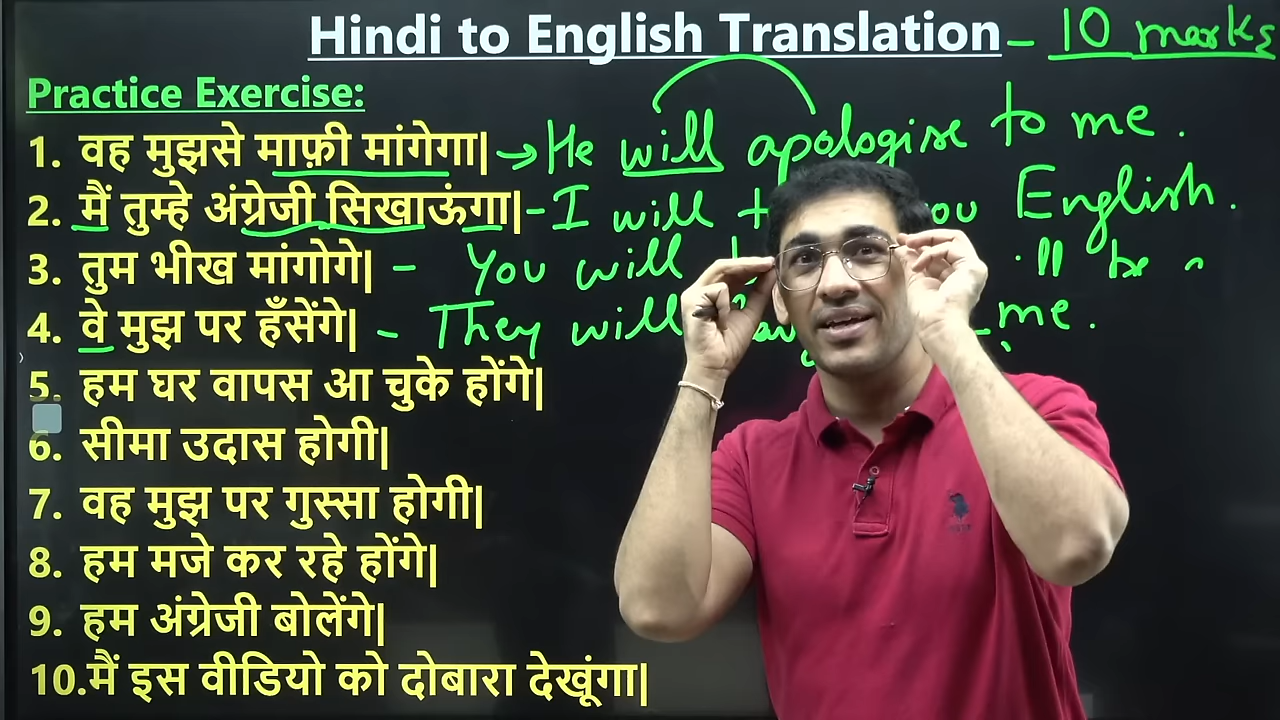 Hindi to English Translation - 10 marks
Practice Exercise:
1. वह मुझसे माफ़ी मांगेगा| → He will apologise to me.
2. मैं तुम्हे अंग्रेजी सिखाऊंगा| - I will English.
3. तुम भीख मांगोगे| - You will be
4. वे मुझ पर हँसेंगे| - They will me.
5. हम घर वापस आ चुके होंगे|
6. सीमा उदास होगी|
7. वह मुझ पर गुस्सा होगी|
8. हम मजे कर रहे होंगे|
9. हम अंग्रेजी बोलेंगे|
10.मैं इस वीडियो को दोबारा देखूंगा|